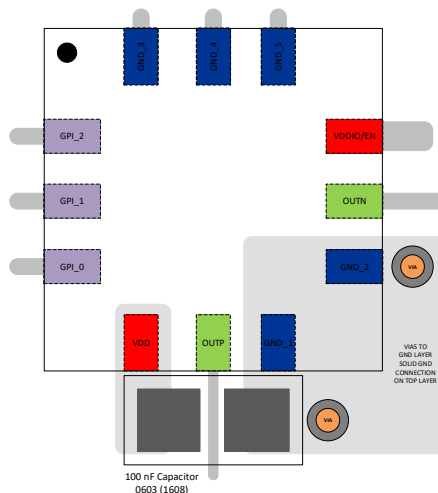 GND_3
GND_4
GND_5
GPI_2
VDDIO/EN
GPI_1
OUTN
GPI_0
GND_2
VIA
VDD
OUTP
GND_1
VIAS TO
GND LAYER
SOLID GND
CONNECTION
ON TOP LAYER
VIA
100 nF Capacitor
0603 (1608)